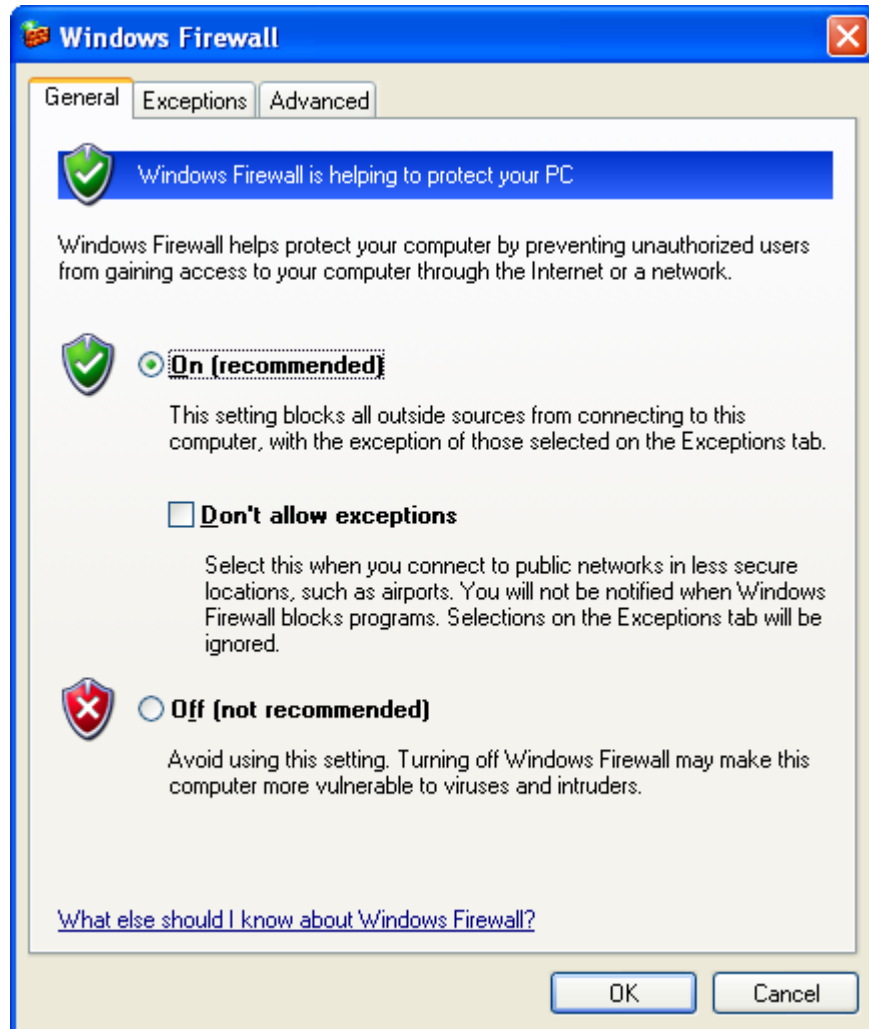 Windows Firewall
General Exceptions Advanced
Windows Firewall is helping to protect your PC
Windows Firewall helps protect your computer by preventing unauthorized users
from gaining access to your computer through the Internet or a network.
On (recommended)
This setting blocks all outside sources from connecting to this
computer, with the exception of those selected on the Exceptions tab.
Don't allow exceptions
Select this when you connect to public networks in less secure
locations, such as airports. You will not be notified when Windows
Firewall blocks programs. Selections on the Exceptions tab will be
ignored.
Off (not recommended)
Avoid using this setting. Turning off Windows Firewall may make this
computer more vulnerable to viruses and intruders.
What else should I know about Windows Firewall?
OK Cancel